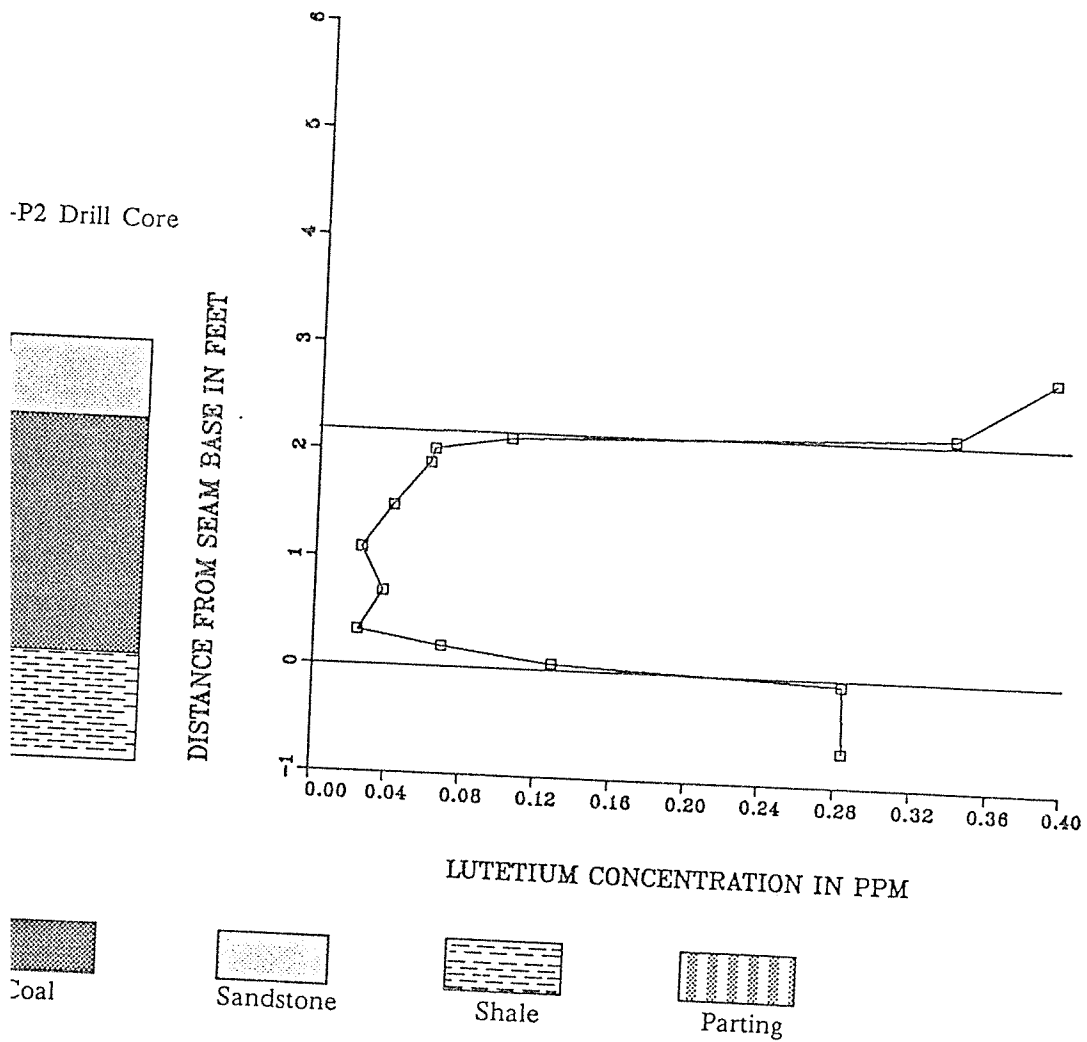 -P2 Drill Core
DISTANCE FROM SEAM BASE IN FEET
6
5
4
3
2
1
0
-1
0.00 0.04 0.08 0.12 0.16 0.20 0.24 0.28 0.32 0.36 0.40
LUTETIUM CONCENTRATION IN PPM
Coal
Sandstone
Shale
Parting